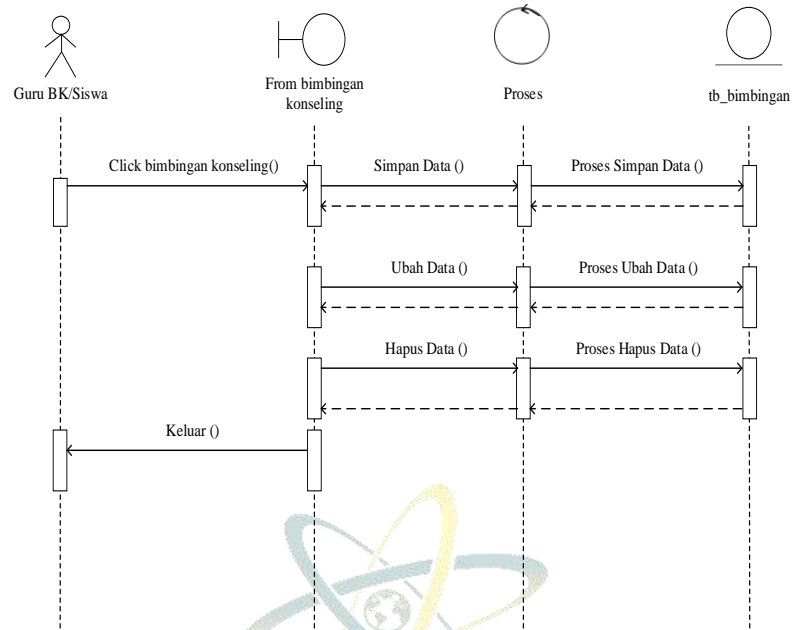 Guru BK/Siswa
From bimbingan
konseling
Proses
tb_bimbingan
Click bimbingan konseling()
Simpan Data ()
Proses Simpan Data ()
Ubah Data ()
Proses Ubah Data ()
Hapus Data ()
Proses Hapus Data ()
Keluar ()